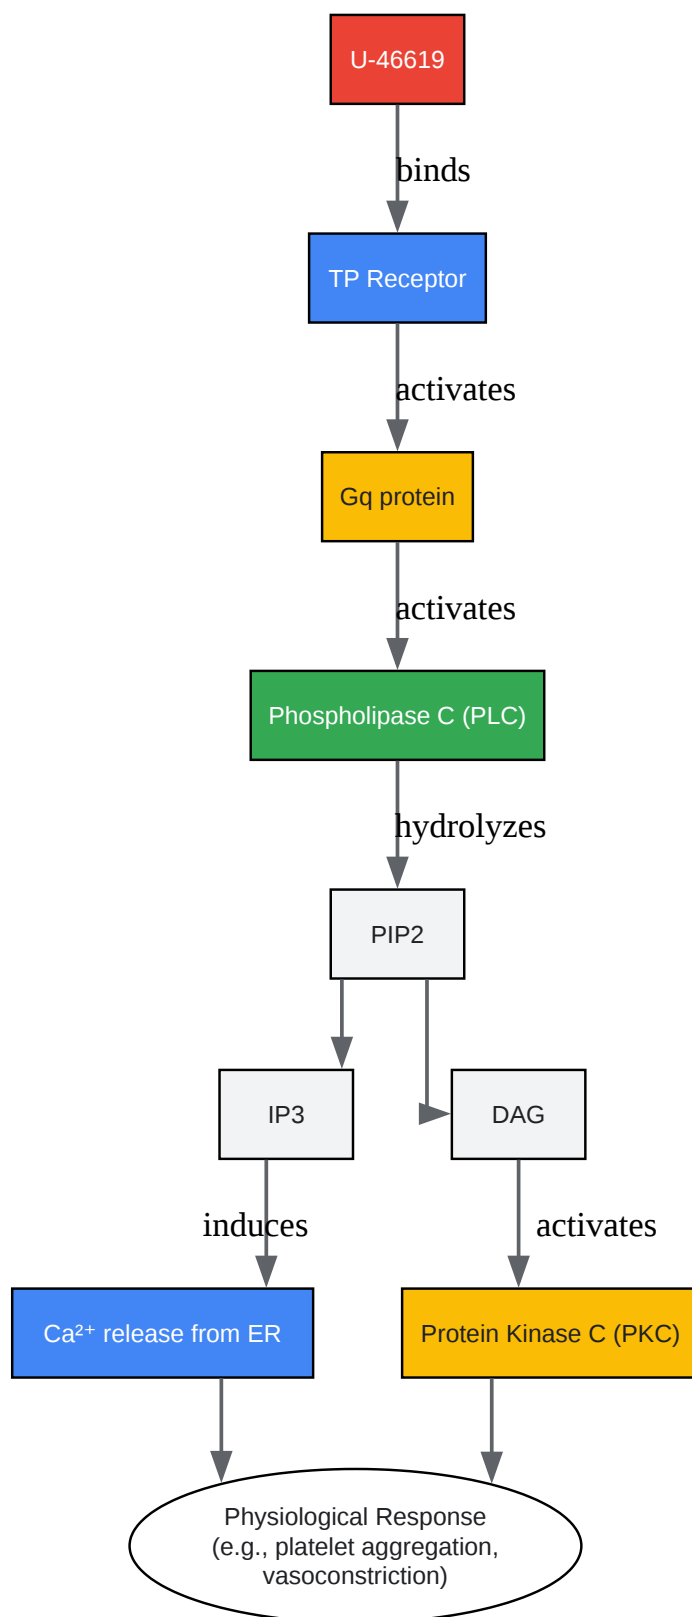 U-46619
binds
TP Receptor
activates
Gq protein
activates
Phospholipase C (PLC)
hydrolyzes
PIP2
IP3
DAG
induces
activates
Ca²⁺ release from ER
Protein Kinase C (PKC)
Physiological Response
(e.g., platelet aggregation,
vasoconstriction)